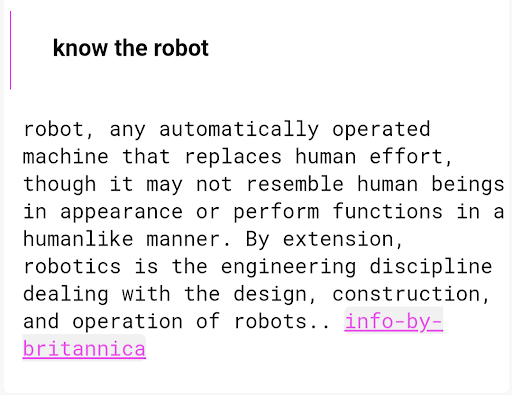 know the robot
robot, any automatically operated
machine that replaces human effort,
though it may not resemble human beings
in appearance or perform functions in a
humanlike manner. By extension,
robotics is the engineering discipline
dealing with the design, construction,
and operation of robots.. info-by-
britannica